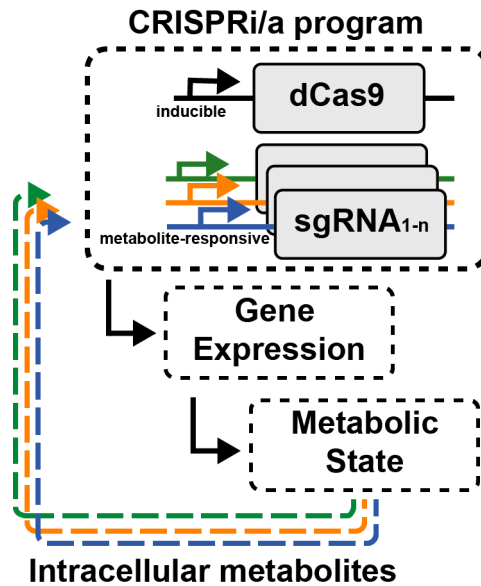 CRISPRi/a program
dCas9
inducible
sgRNA1-n
metabolite-responsive
Gene
Expression
Metabolic
State
Intracellular metabolites